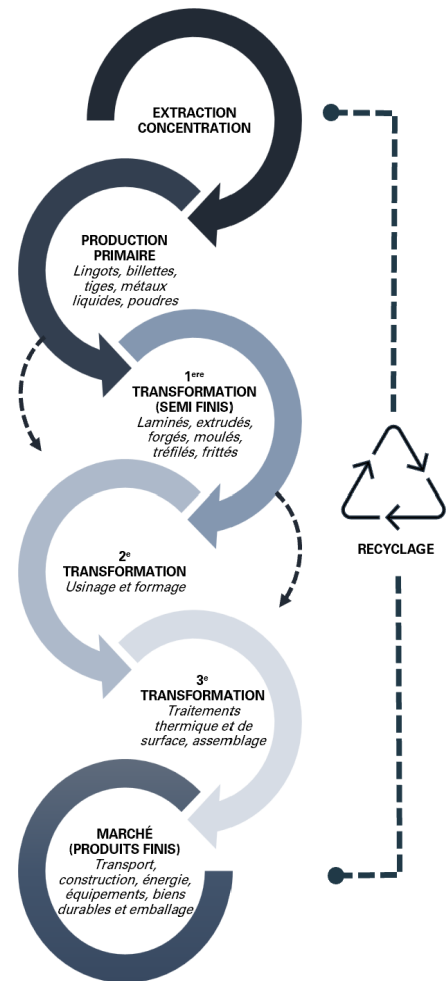 EXTRACTION
CONCENTRATION
PRODUCTION
PRIMAIRE
Lingots, billettes,
tiges, métaux
liquides, poudres
1ere
TRANSFORMATION
(SEMI FINIS)
Laminés, extrudés,
forgés, moulés,
tréfilés, frittés
RECYCLAGE
2e
TRANSFORMATION
Usinage et formage
3e
TRANSFORMATION
Traitements
thermique et de
surface, assemblage
MARCHÉ
(PRODUITS FINIS)
Transport,
construction, énergie,
équipements, biens
durables et emballage